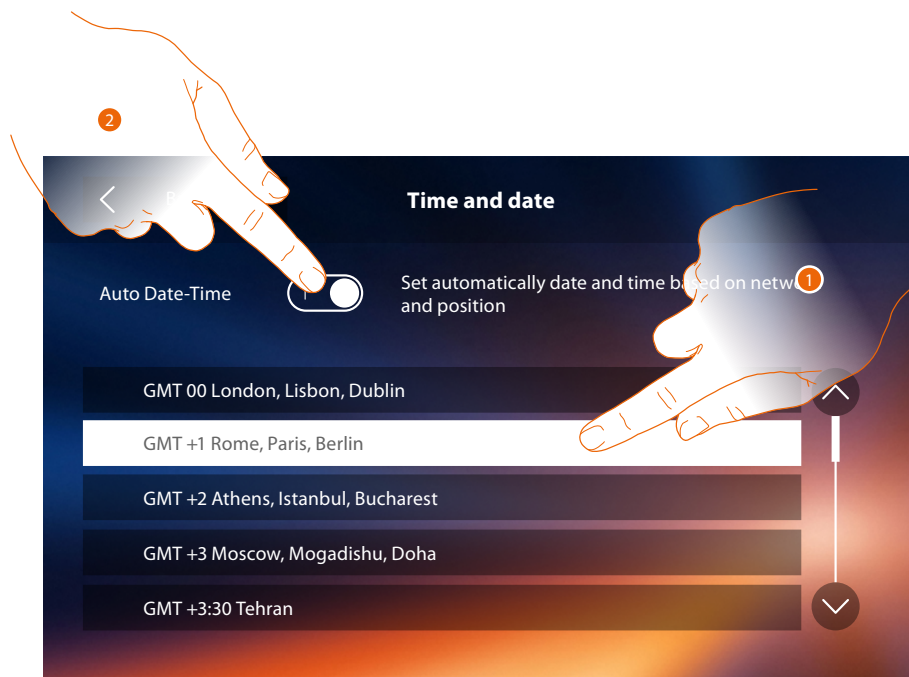 2
Time and date
Auto Date-Time
Set automatically date and time based on
and position
1
GMT 00 London, Lisbon, Dublin
GMT +1 Rome, Paris, Berlin
GMT +2 Athens, Istanbul, Bucharest
GMT +3 Moscow, Mogadishu, Doha
GMT +3:30 Tehran